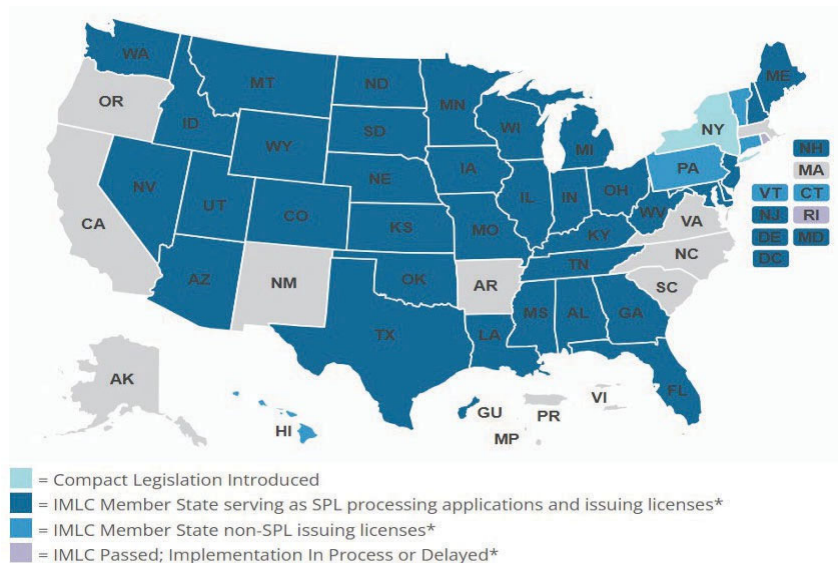 WA
MT
ND
MN
ME
OR
ID
SD
WI
NY
WY
MI
NH
MA
NE
IA
PA
VT
CT
NV
UT
CO
IL
IN
OH
NJ
RI
CA
KS
MO
KY
WV
VA
DE
MD
DC
AZ
NM
OK
AR
TN
NC
SC
TX
LA
MS
AL
GA
AK
FL
HI
GU
MP
PR
VI
= Compact Legislation Introduced
= IMLC Member State serving as SPL processing applications and issuing licenses*
= IMLC Member State non-SPL issuing licenses*
= IMLC Passed; Implementation In Process or Delayed*